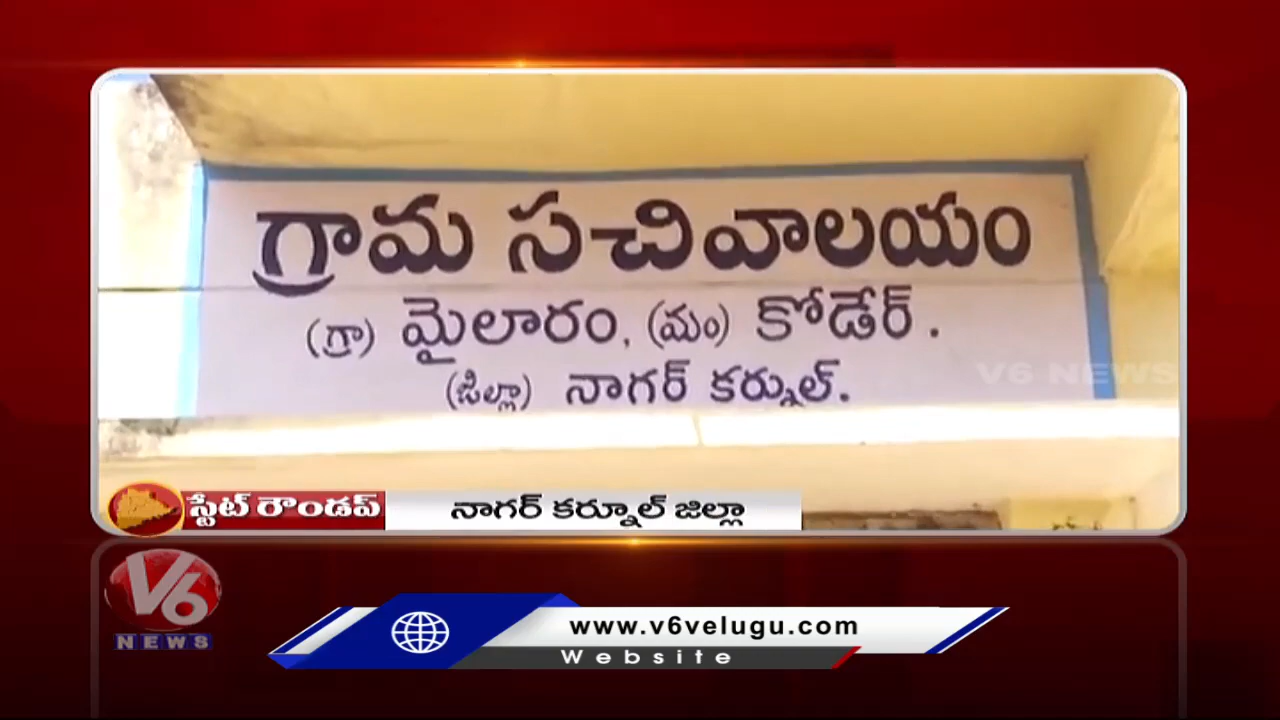 గ్రామ సచివాలయం
(గ్రా) మైలారం, (మం) కోడేర్.
(జిల్లా) నాగర్ కర్నుల్.
V6 NEWS
స్టేట్ రౌండప్ నాగర్ కర్నూల్ జిల్లా
V6
NEWS
www.v6velugu.com
Website